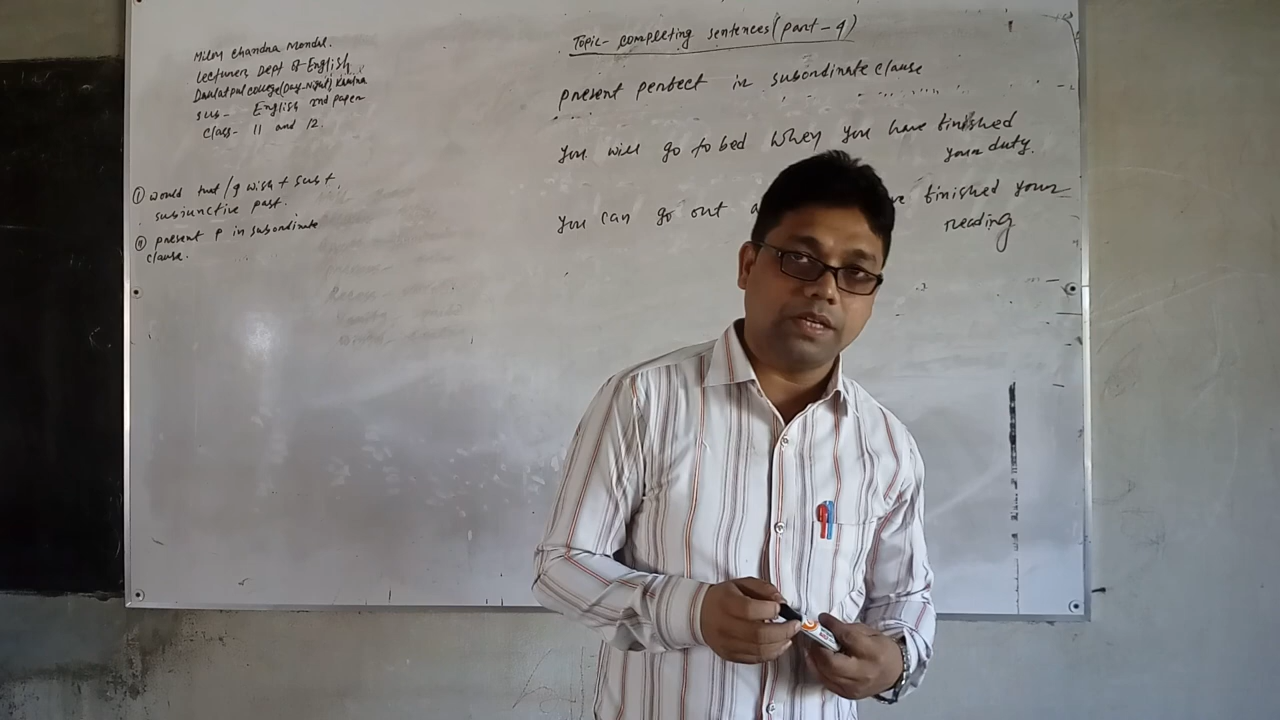 Milon Chandra Mondal.
Lecturer, Dept of English
Daulatpur College (Day-Night), Khulna
Sub- English 2nd paper
class- 11 and 12.
① would that / I wish + sub +
subjunctive past.
② present p in subordinate
clause.
Topic- completing sentences (part-4)
present perfect in subordinate clause
You will go to bed when you have finished
your duty.
You can go out finished your
reading